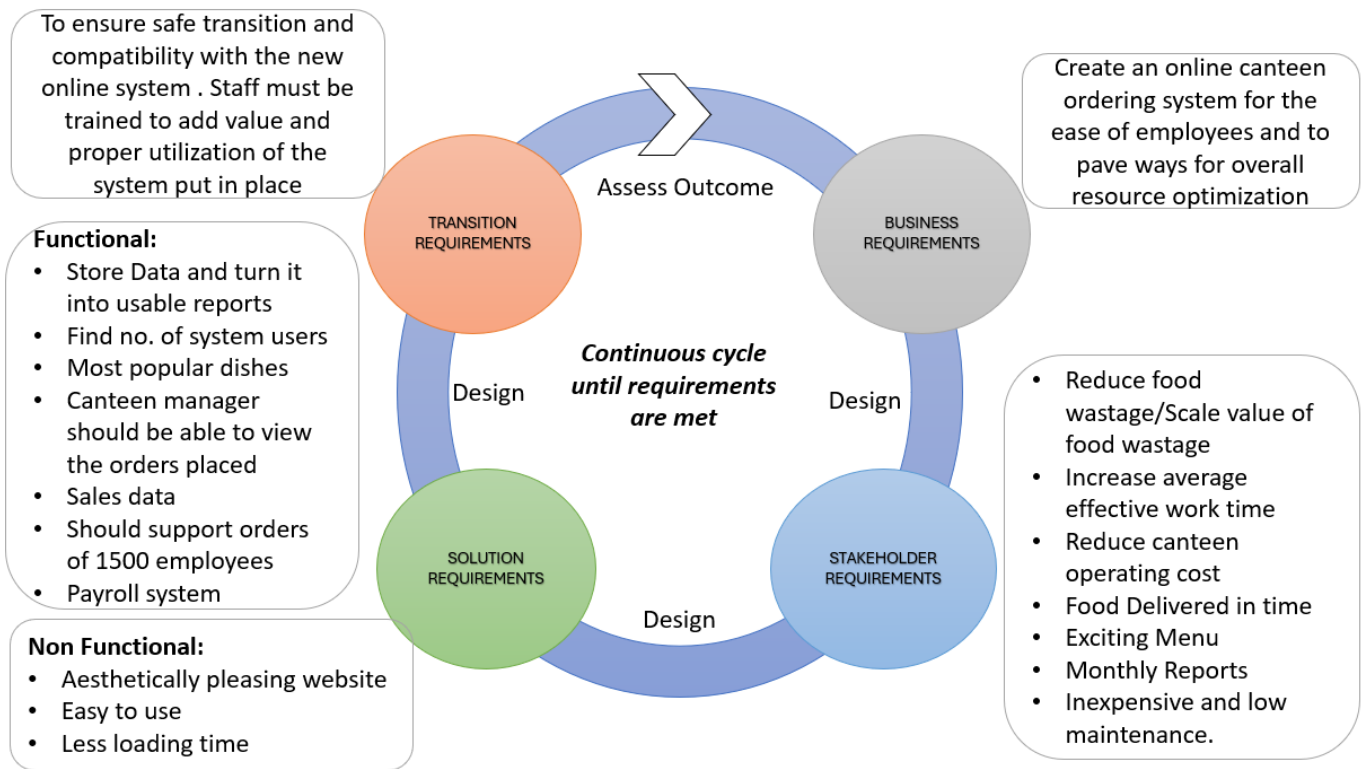 To ensure safe transition and
compatibility with the new
online system . Staff must be
trained to add value and
proper utilization of the
system put in place
Functional:
• Store Data and turn it
into usable reports
• Find no. of system users
• Most popular dishes
• Canteen manager
should be able to view
the orders placed
• Sales data
• Should support orders
of 1500 employees
• Payroll system
Non Functional:
• Aesthetically pleasing website
• Easy to use
• Less loading time
Assess Outcome
TRANSITION
REQUIREMENTS
BUSINESS
REQUIREMENTS
Continuous cycle
until requirements
are met
Design
Design
SOLUTION
REQUIREMENTS
STAKEHOLDER
REQUIREMENTS
Design
Create an online canteen
ordering system for the
ease of employees and to
pave ways for overall
resource optimization
• Reduce food
wastage/Scale value of
food wastage
• Increase average
effective work time
• Reduce canteen
operating cost
• Food Delivered in time
• Exciting Menu
• Monthly Reports
• Inexpensive and low
maintenance.